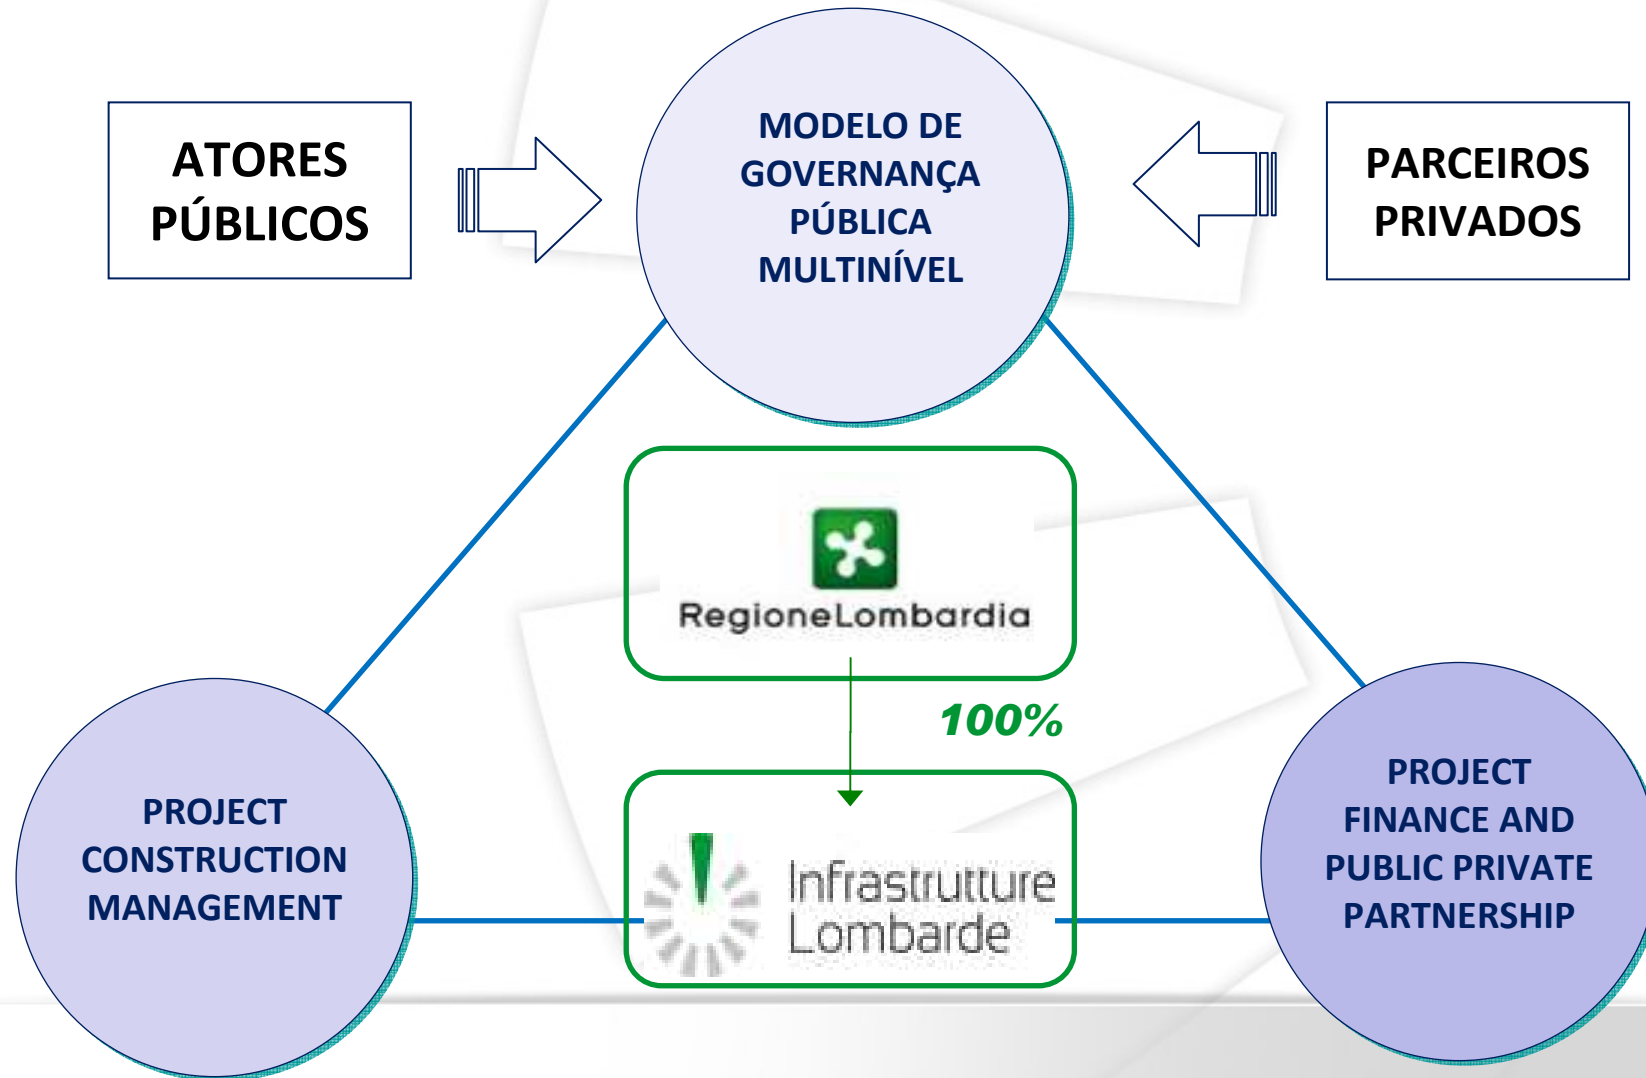 ATORES
PÚBLICOS
MODELO DE
GOVERNANÇA
PÚBLICA
MULTINÍVEL
PARCEIROS
PRIVADOS
RegioneLombardia
100%
Infrastrutture
Lombarde
PROJECT
CONSTRUCTION
MANAGEMENT
PROJECT
FINANCE AND
PUBLIC PRIVATE
PARTNERSHIP